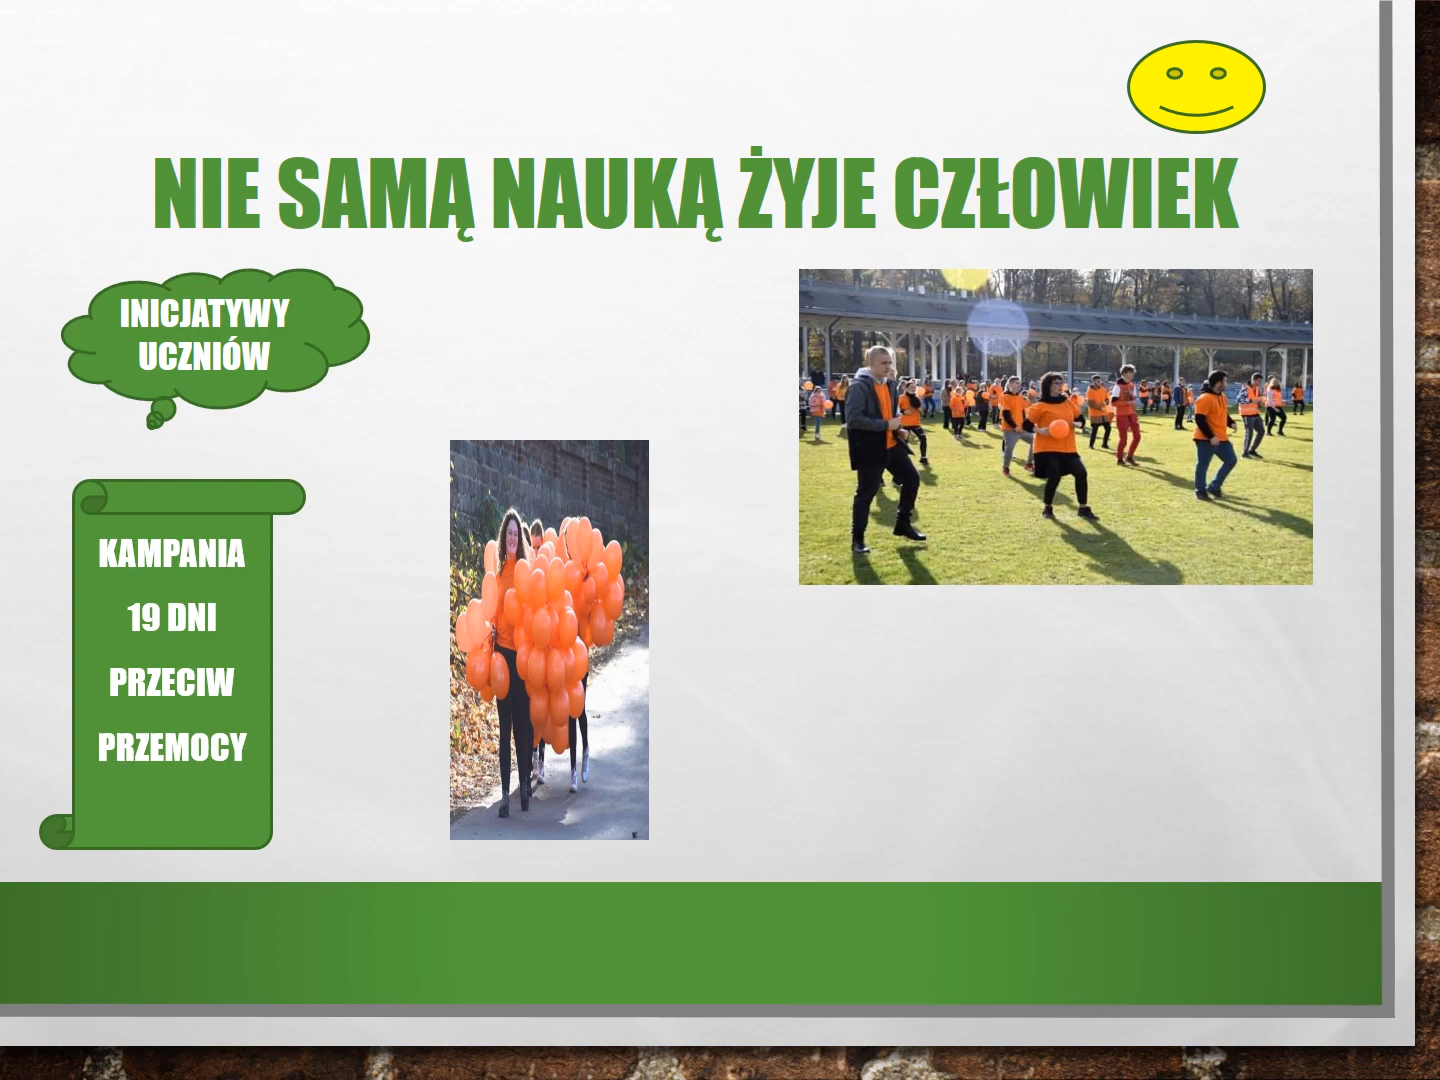 NIE SAMĄ NAUKĄ ŻYJE CZŁOWIEK
INICJATYWY
UCZNIÓW
KAMPANIA
19 DNI
PRZECIW
PRZEMOCY